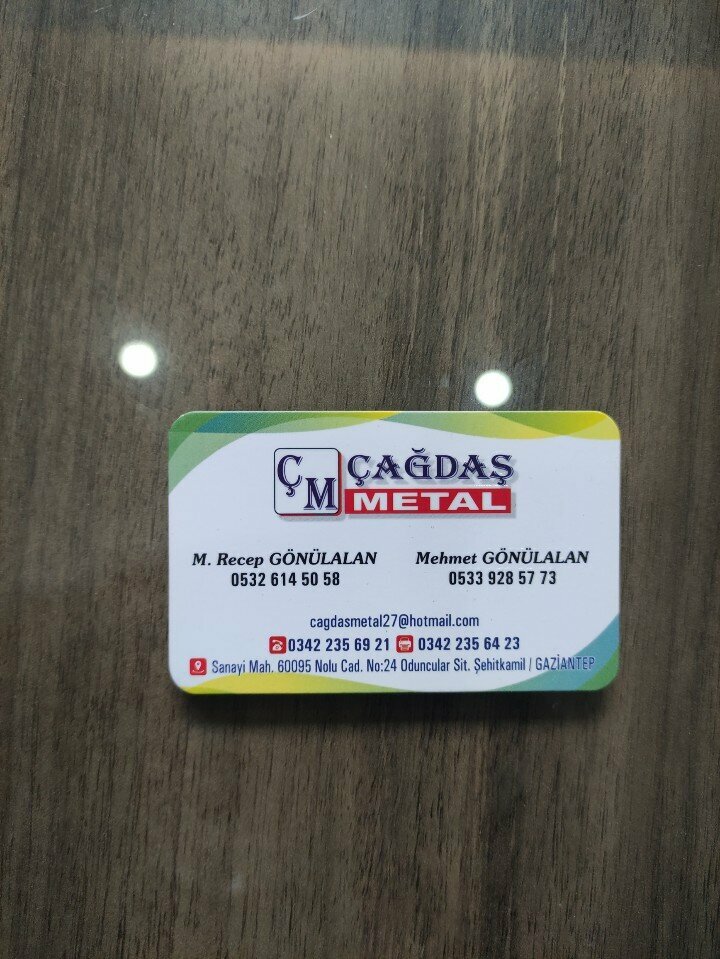 ÇM ÇAĞDAŞ
METAL
M. Recep GÖNÜLALAN Mehmet GÖNÜLALAN
0532 614 50 58 0533 928 57 73
cagdasmetal27@hotmail.com
0342 235 69 21 0342 235 64 23
Sanayi Mah. 60095 Nolu Cad. No:24 Oduncular Sit. Şehitkamil / GAZİANTEP